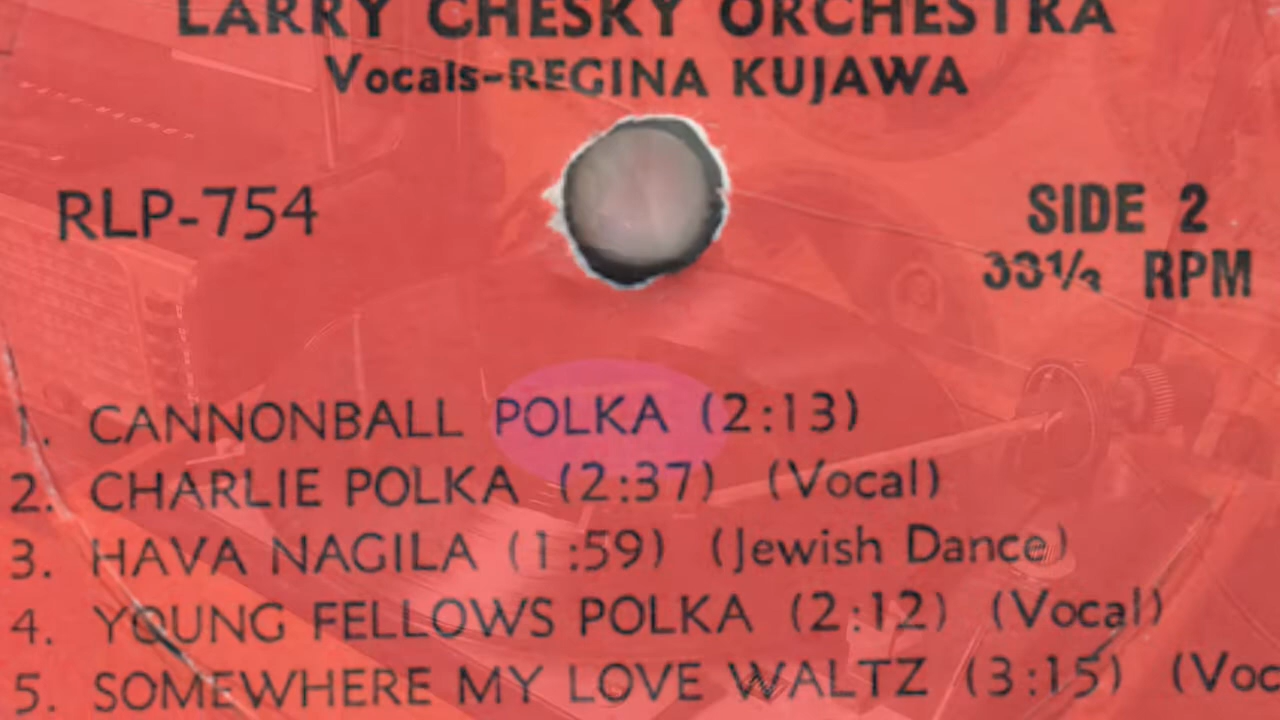 LARRY CHESKY ORCHESTRA
Vocals-REGINA KUJAWA
RLP-754
SIDE 2
33⅓ RPM
1. CANNONBALL POLKA (2:13)
2. CHARLIE POLKA (2:37) (Vocal)
3. HAVA NAGILA (1:59) (Jewish Dance)
4. YOUNG FELLOWS POLKA (2:12) (Vocal)
5. SOMEWHERE MY LOVE WALTZ (3:15) (Voc